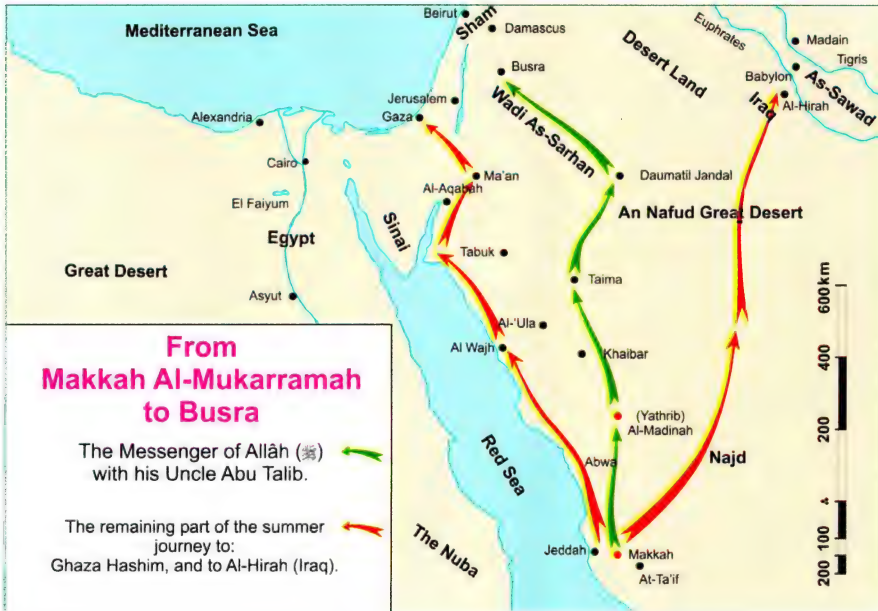 Mediterranean Sea
Beirut
Sham
Damascus
Busra
Desert Land
Euphrates
Madain
Tigris
Babylon
As-Sawad
Iraq
Al-Hirah
Jerusalem
Gaza
Wadi As-Sarhan
Alexandria
Cairo
Ma'an
Al-Aqabah
Daumatil Jandal
El Faiyum
Sinai
An Nafud Great Desert
Egypt
Great Desert
Tabuk
Taima
Asyut
Al-'Ula
Al Wajh
Khaibar
(Yathrib)
Al-Madinah
Red Sea
Abwa
Najd
The Nuba
Jeddah
Makkah
At-Ta'if
600km
400
200
100
200
From
Makkah Al-Mukarramah
to Busra
The Messenger of Allâh (ﷺ)
with his Uncle Abu Talib.
The remaining part of the summer
journey to:
Ghaza Hashim, and to Al-Hirah (Iraq).